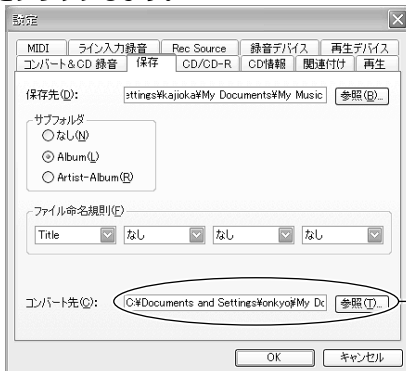 設定
MIDI ライン入力録音 Rec Source 録音デバイス 再生デバイス
コンバート&CD 録音 保存 CD/CD-R CD情報 関連付け 再生
保存先(D): ettings¥kajioka¥My Documents¥My Music 参照(B)...
サブフォルダ
なし(N)
Album(L)
Artist-Album(R)
ファイル命名規則(F)
Title なし なし なし
コンバート先(C): C:¥Documents and Settings¥onkyo¥My Dc 参照(T)...
OK キャンセル